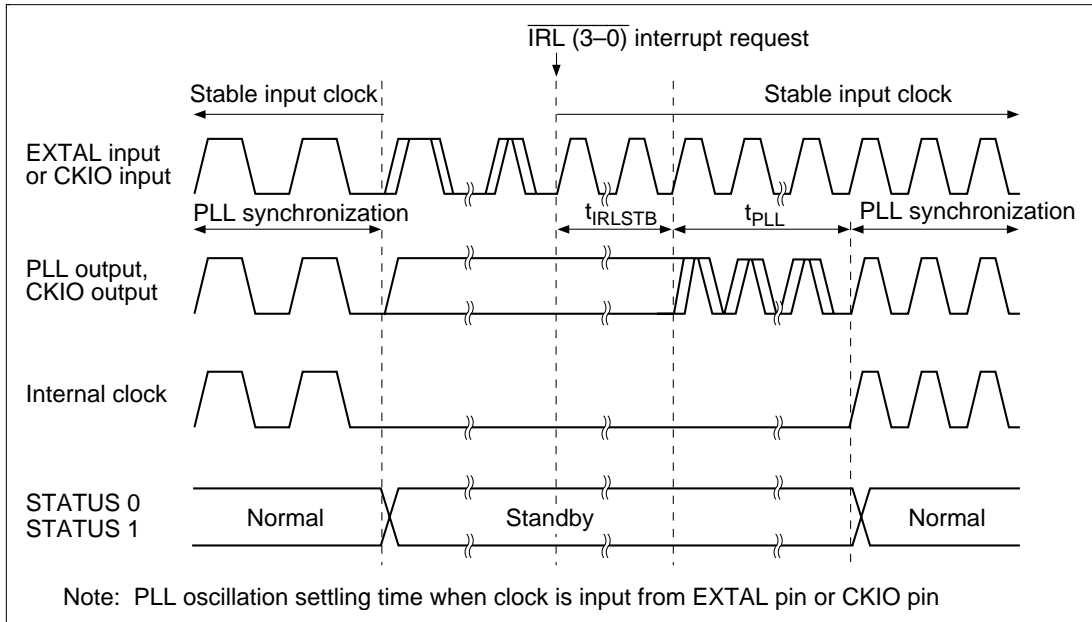 IRL (3–0) interrupt request
Stable input clock
Stable input clock
EXTAL input
or CKIO input
PLL synchronization
tIRLSTB
tPLL
PLL synchronization
PLL output,
CKIO output
Internal clock
STATUS 0
STATUS 1
Normal
Standby
Normal
Note: PLL oscillation settling time when clock is input from EXTAL pin or CKIO pin